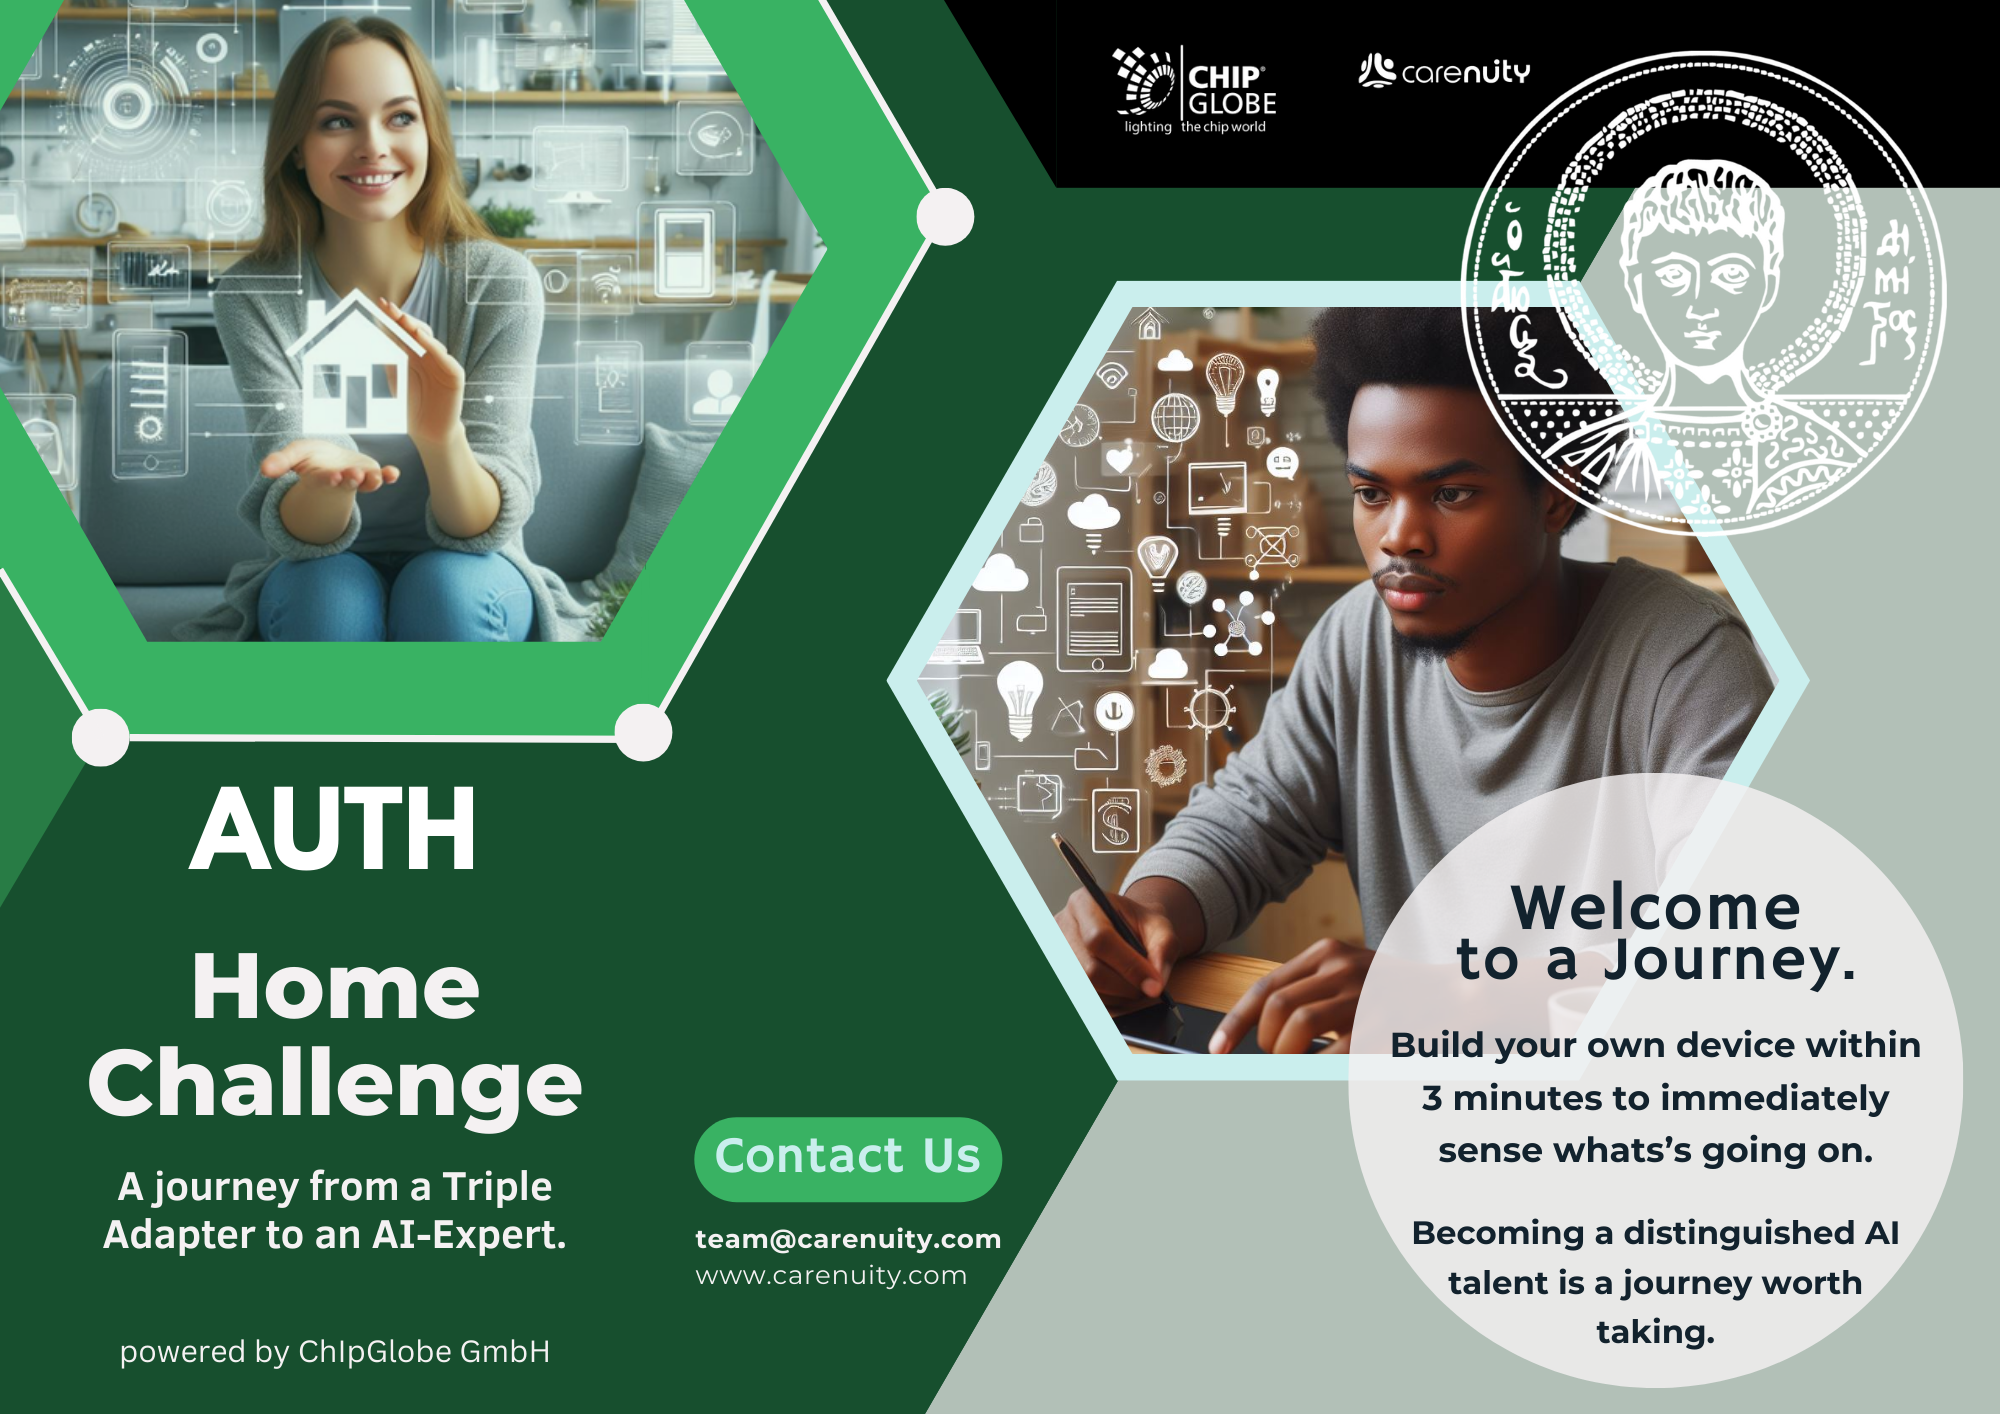 CHIP
GLOBE
lighting the chip world
carenuity
AUTH
Home
Challenge
A journey from a Triple
Adapter to an AI-Expert.
powered by ChIpGlobe GmbH
Contact Us
team@carenuity.com
www.carenuity.com
Welcome
to a Journey.
Build your own device within
3 minutes to immediately
sense whats’s going on.
Becoming a distinguished AI
talent is a journey worth
taking.